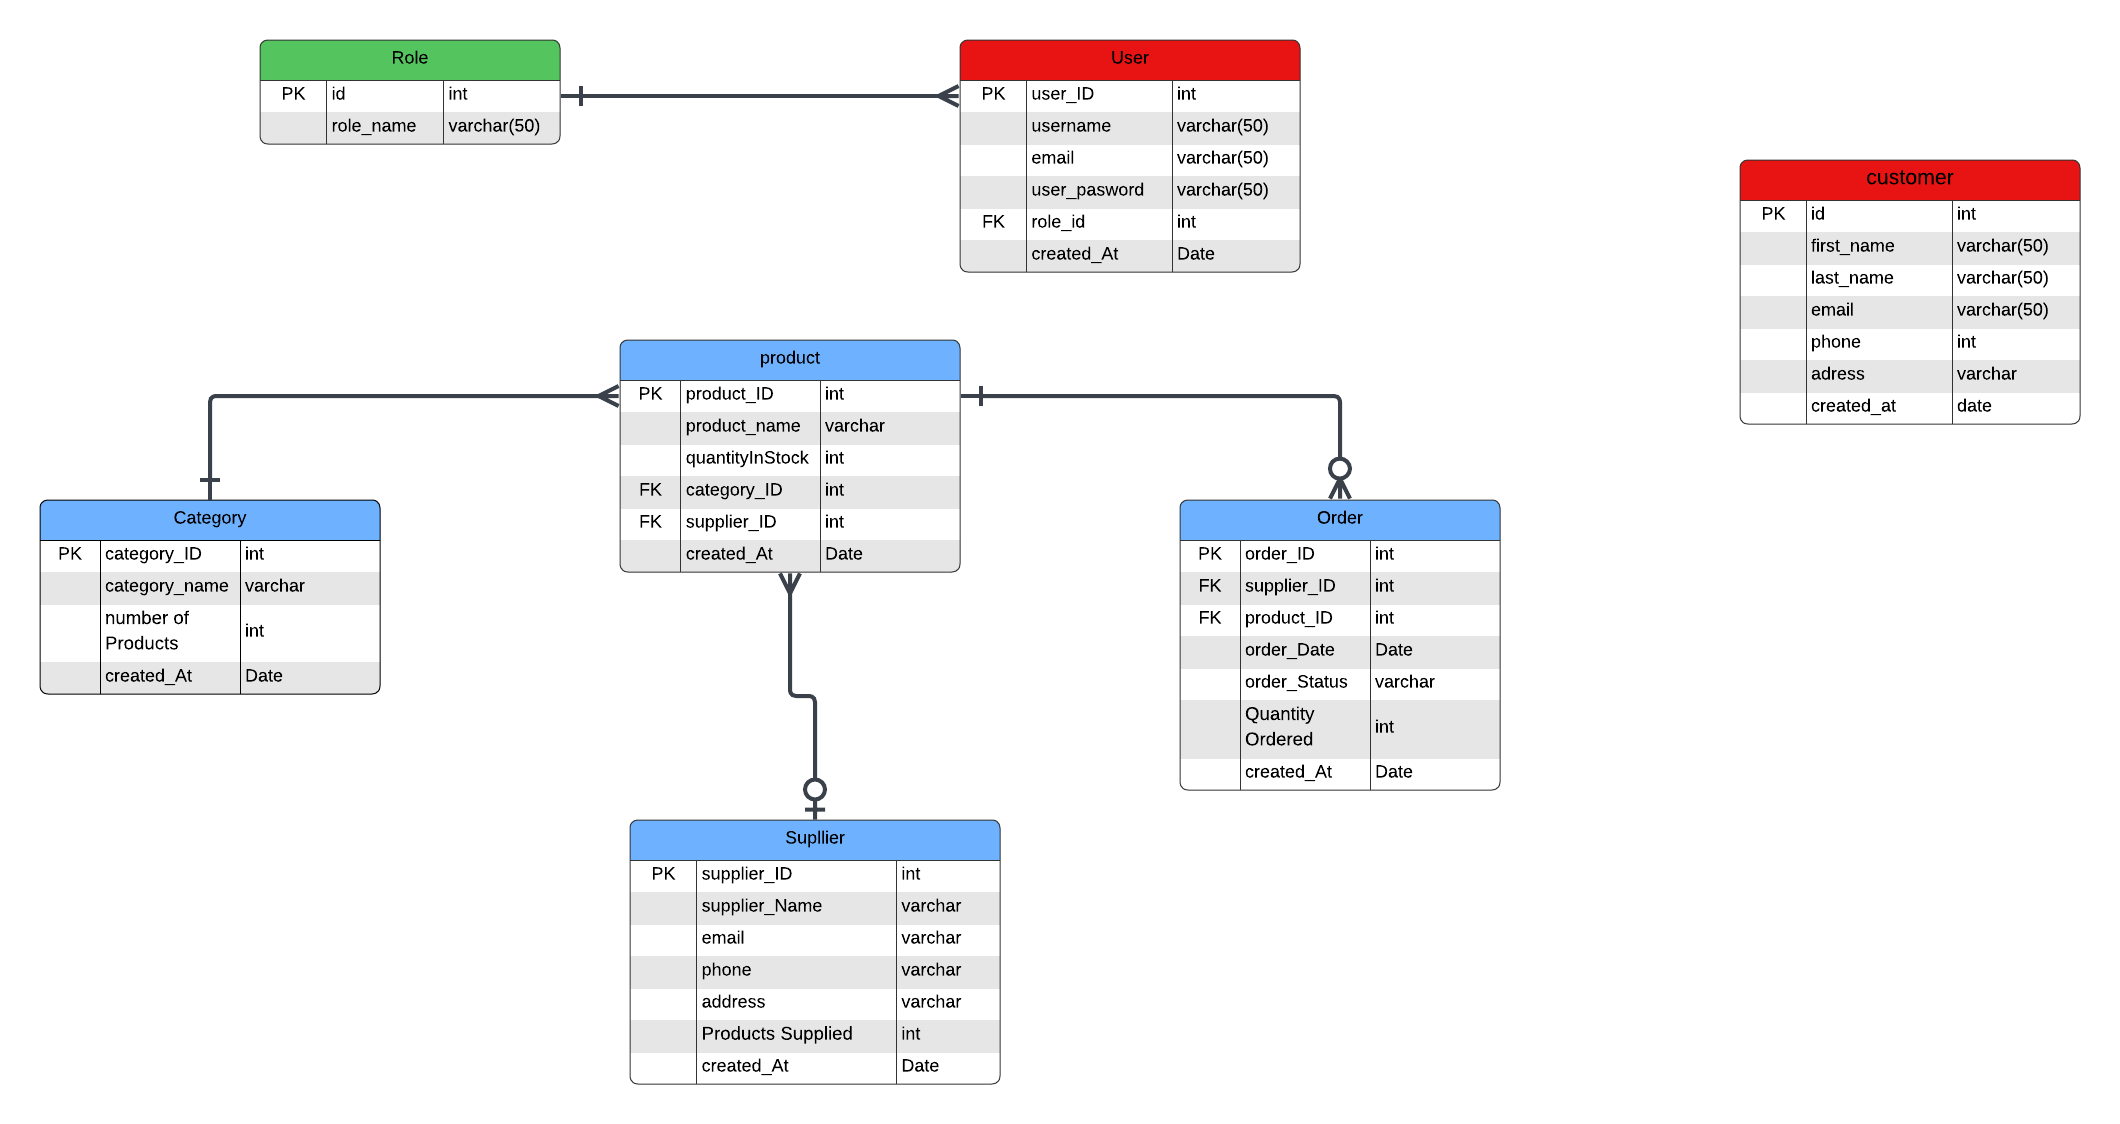 Role
PK id int
role_name varchar(50)
User
PK user_ID int
username varchar(50)
email varchar(50)
user_pasword varchar(50)
FK role_id int
created_At Date
customer
PK id int
first_name varchar(50)
last_name varchar(50)
email varchar(50)
phone int
adress varchar
created_at date
product
PK product_ID int
product_name varchar
quantityInStock int
FK category_ID int
FK supplier_ID int
created_At Date
Category
PK category_ID int
category_name varchar
number of
Products int
created_At Date
Order
PK order_ID int
FK supplier_ID int
FK product_ID int
order_Date Date
order_Status varchar
Quantity
Ordered int
created_At Date
Supllier
PK supplier_ID int
supplier_Name varchar
email varchar
phone varchar
address varchar
Products Supplied int
created_At Date